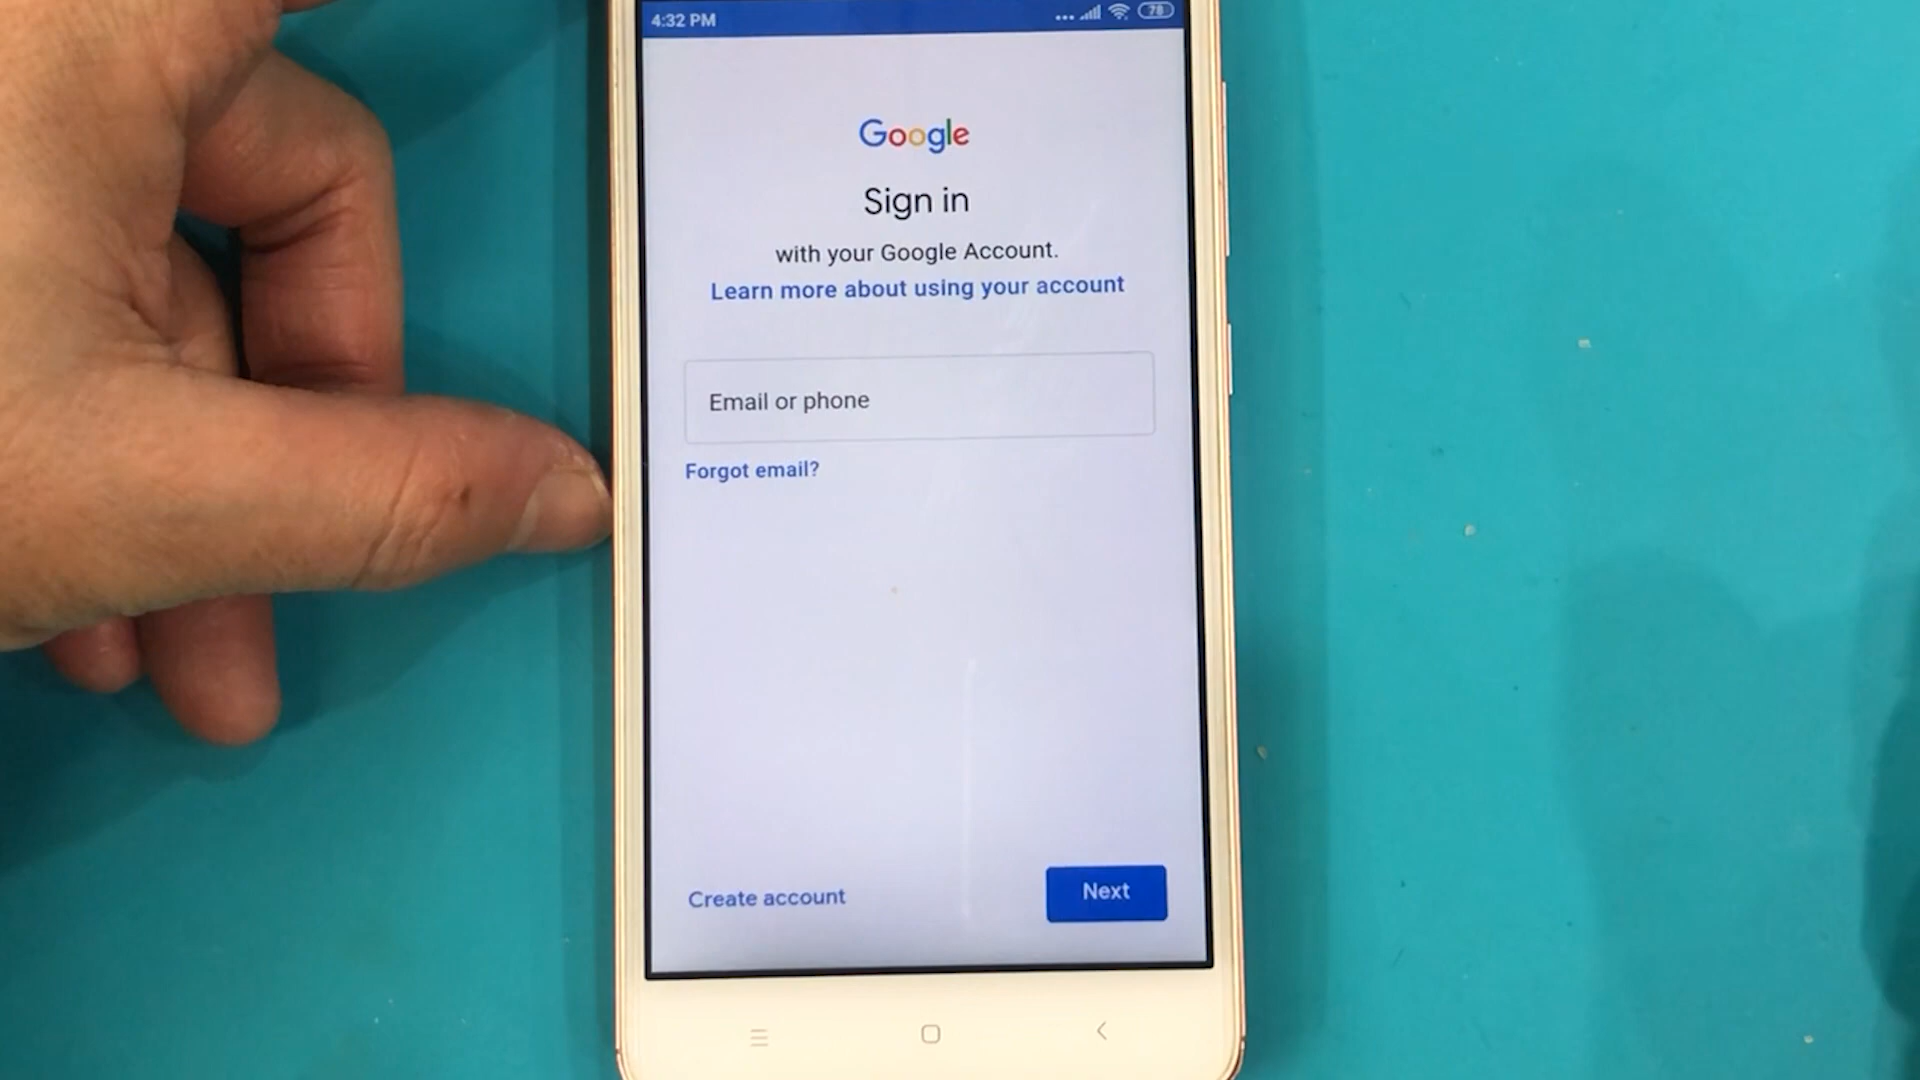 4:32 PM
78
Google
Sign in
with your Google Account.
Learn more about using your account
Email or phone
Forgot email?
Create account
Next